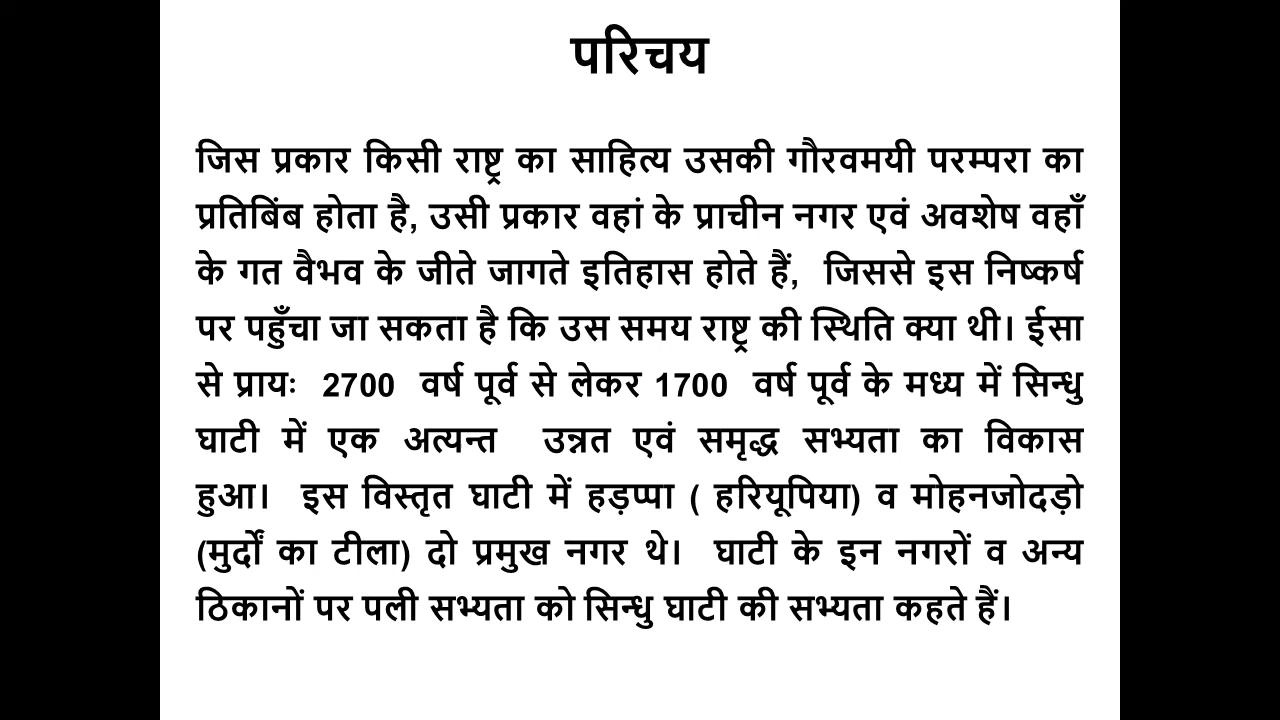 परिचय
जिस प्रकार किसी राष्ट्र का साहित्य उसकी गौरवमयी परम्परा का
प्रतिबिंब होता है, उसी प्रकार वहां के प्राचीन नगर एवं अवशेष वहाँ
के गत वैभव के जीते जागते इतिहास होते हैं, जिससे इस निष्कर्ष
पर पहुँचा जा सकता है कि उस समय राष्ट्र की स्थिति क्या थी। ईसा
से प्रायः 2700 वर्ष पूर्व से लेकर 1700 वर्ष पूर्व के मध्य में सिन्धु
घाटी में एक अत्यन्त उन्नत एवं समृद्ध सभ्यता का विकास
हुआ। इस विस्तृत घाटी में हड़प्पा ( हरियूपिया) व मोहनजोदड़ो
(मुर्दों का टीला) दो प्रमुख नगर थे। घाटी के इन नगरों व अन्य
ठिकानों पर पली सभ्यता को सिन्धु घाटी की सभ्यता कहते हैं।